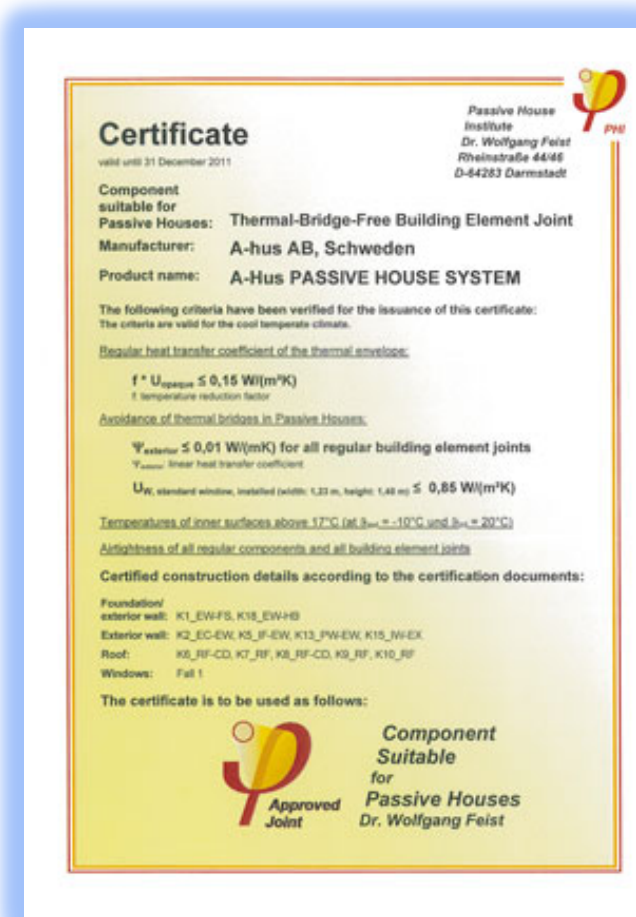 Certificate
valid until 31 December 2011
Passive House
Institute
Dr. Wolfgang Feist
Rheinstraße 44/46
D-64283 Darmstadt
PHI
Component
suitable for
Passive Houses: Thermal-Bridge-Free Building Element Joint
Manufacturer: A-hus AB, Schweden
Product name: A-Hus PASSIVE HOUSE SYSTEM
The following criteria have been verified for the issuance of this certificate:
The criteria are valid for the cool temperate climate.
Regular heat transfer coefficient of the thermal envelope:
f * Uopaque ≤ 0,15 W/(m²K)
f: temperature reduction factor
Avoidance of thermal bridges in Passive Houses:
Ψexterior ≤ 0,01 W/(mK) for all regular building element joints
Ψexterior: linear heat transfer coefficient
UW, standard window, installed (width: 1,23 m, height: 1,48 m) ≤ 0,85 W/(m²K)
Temperatures of inner surfaces above 17°C (at = -10°C und = 20°C)
Airtightness of all regular components and all building element joints
Certified construction details according to the certification documents:
Foundation/
exterior wall: K1_EW-FS, K18_EW-HB
Exterior wall: K2_EC-EW, K5_IF-EW, K13_PW-EW, K15_IW-EX
Roof: K6_RF-CD, K7_RF, K8_RF-CD, K9_RF, K10_RF
Windows: Fall 1
The certificate is to be used as follows:
Approved
Joint
Component
Suitable
for
Passive Houses
Dr. Wolfgang Feist